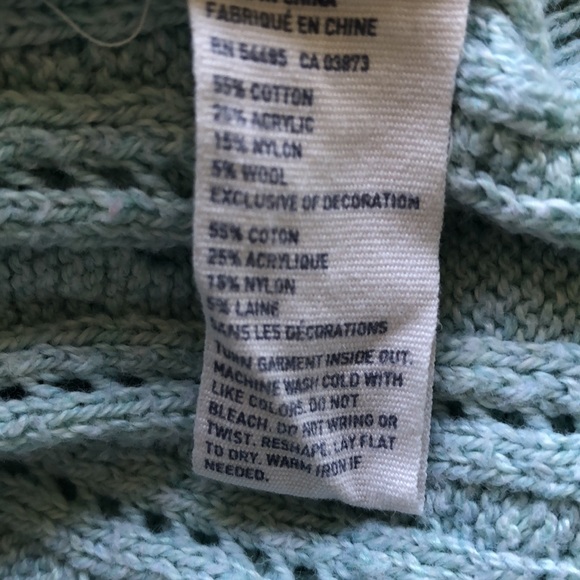 CHINA
FABRIQUÉ EN CHINE
RN 54485 CA 03873
55% COTTON
25% ACRYLIC
15% NYLON
5% WOOL
EXCLUSIVE OF DECORATION
55% COTON
25% ACRYLIQUE
15% NYLON
5% LAINE
SANS LES DÉCORATIONS
TURN GARMENT INSIDE OUT.
MACHINE WASH COLD WITH
LIKE COLORS. DO NOT
BLEACH. DO NOT WRING OR
TWIST. RESHAPE, LAY FLAT
TO DRY. WARM IRON IF
NEEDED.